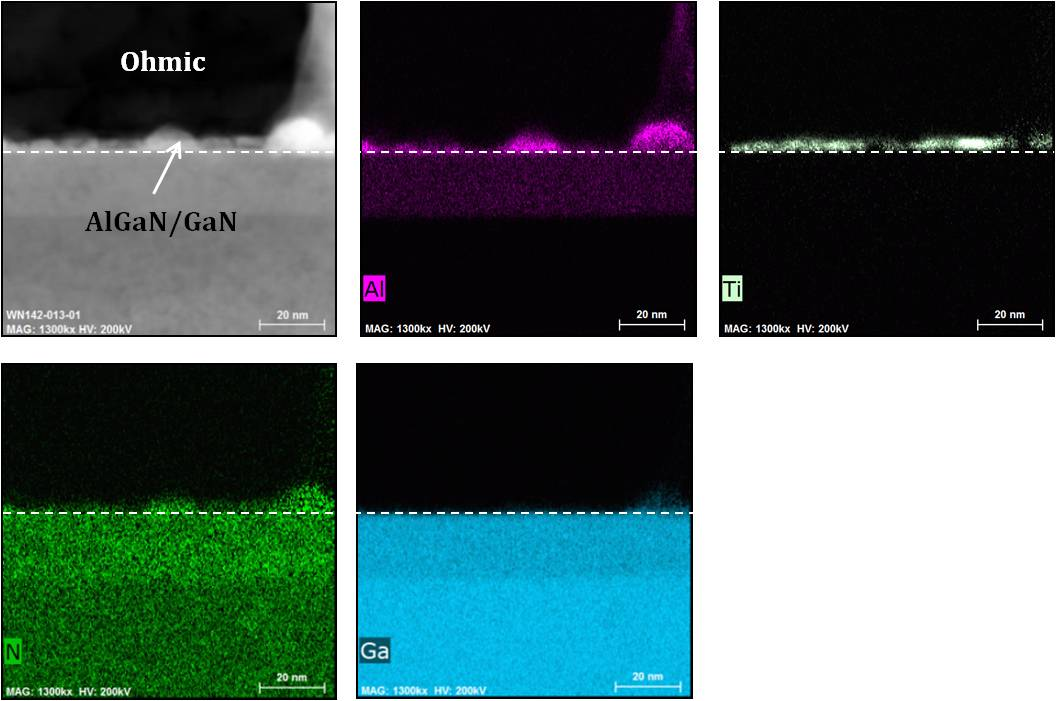 Ohmic
AlGaN/GaN
WN142-013-01
MAG: 1300kx HV: 200kV
20 nm
Al
MAG: 1300kx HV: 200kV
20 nm
Ti
MAG: 1300kx HV: 200kV
20 nm
N
MAG: 1300kx HV: 200kV
20 nm
Ga
MAG: 1300kx HV: 200kV
20 nm